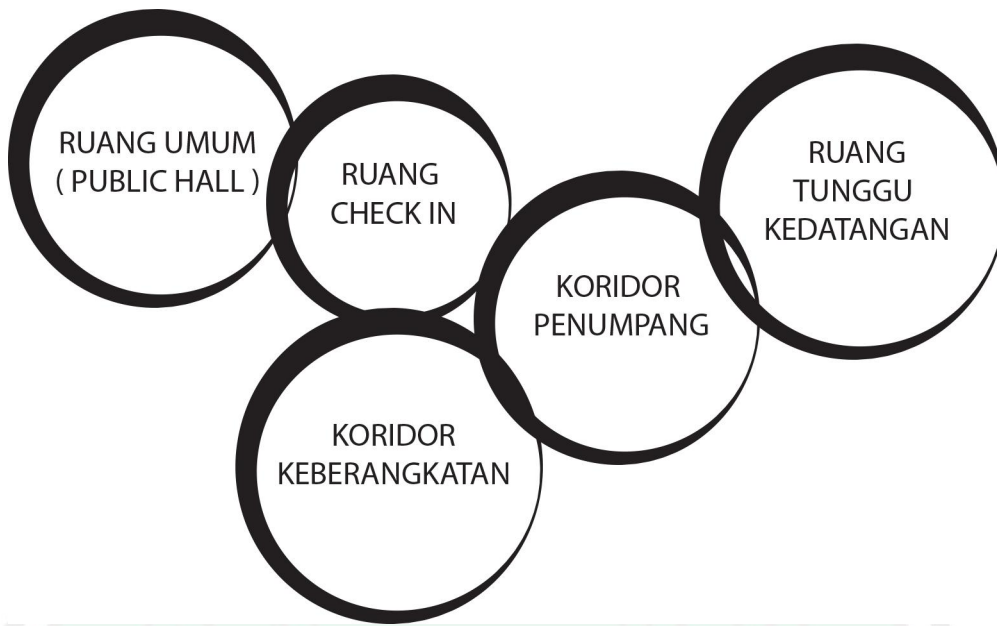 RUANG UMUM
( PUBLIC HALL )
RUANG
CHECK IN
KORIDOR
PENUMPANG
RUANG
TUNGGU
KEDATANGAN
KORIDOR
KEBERANGKATAN